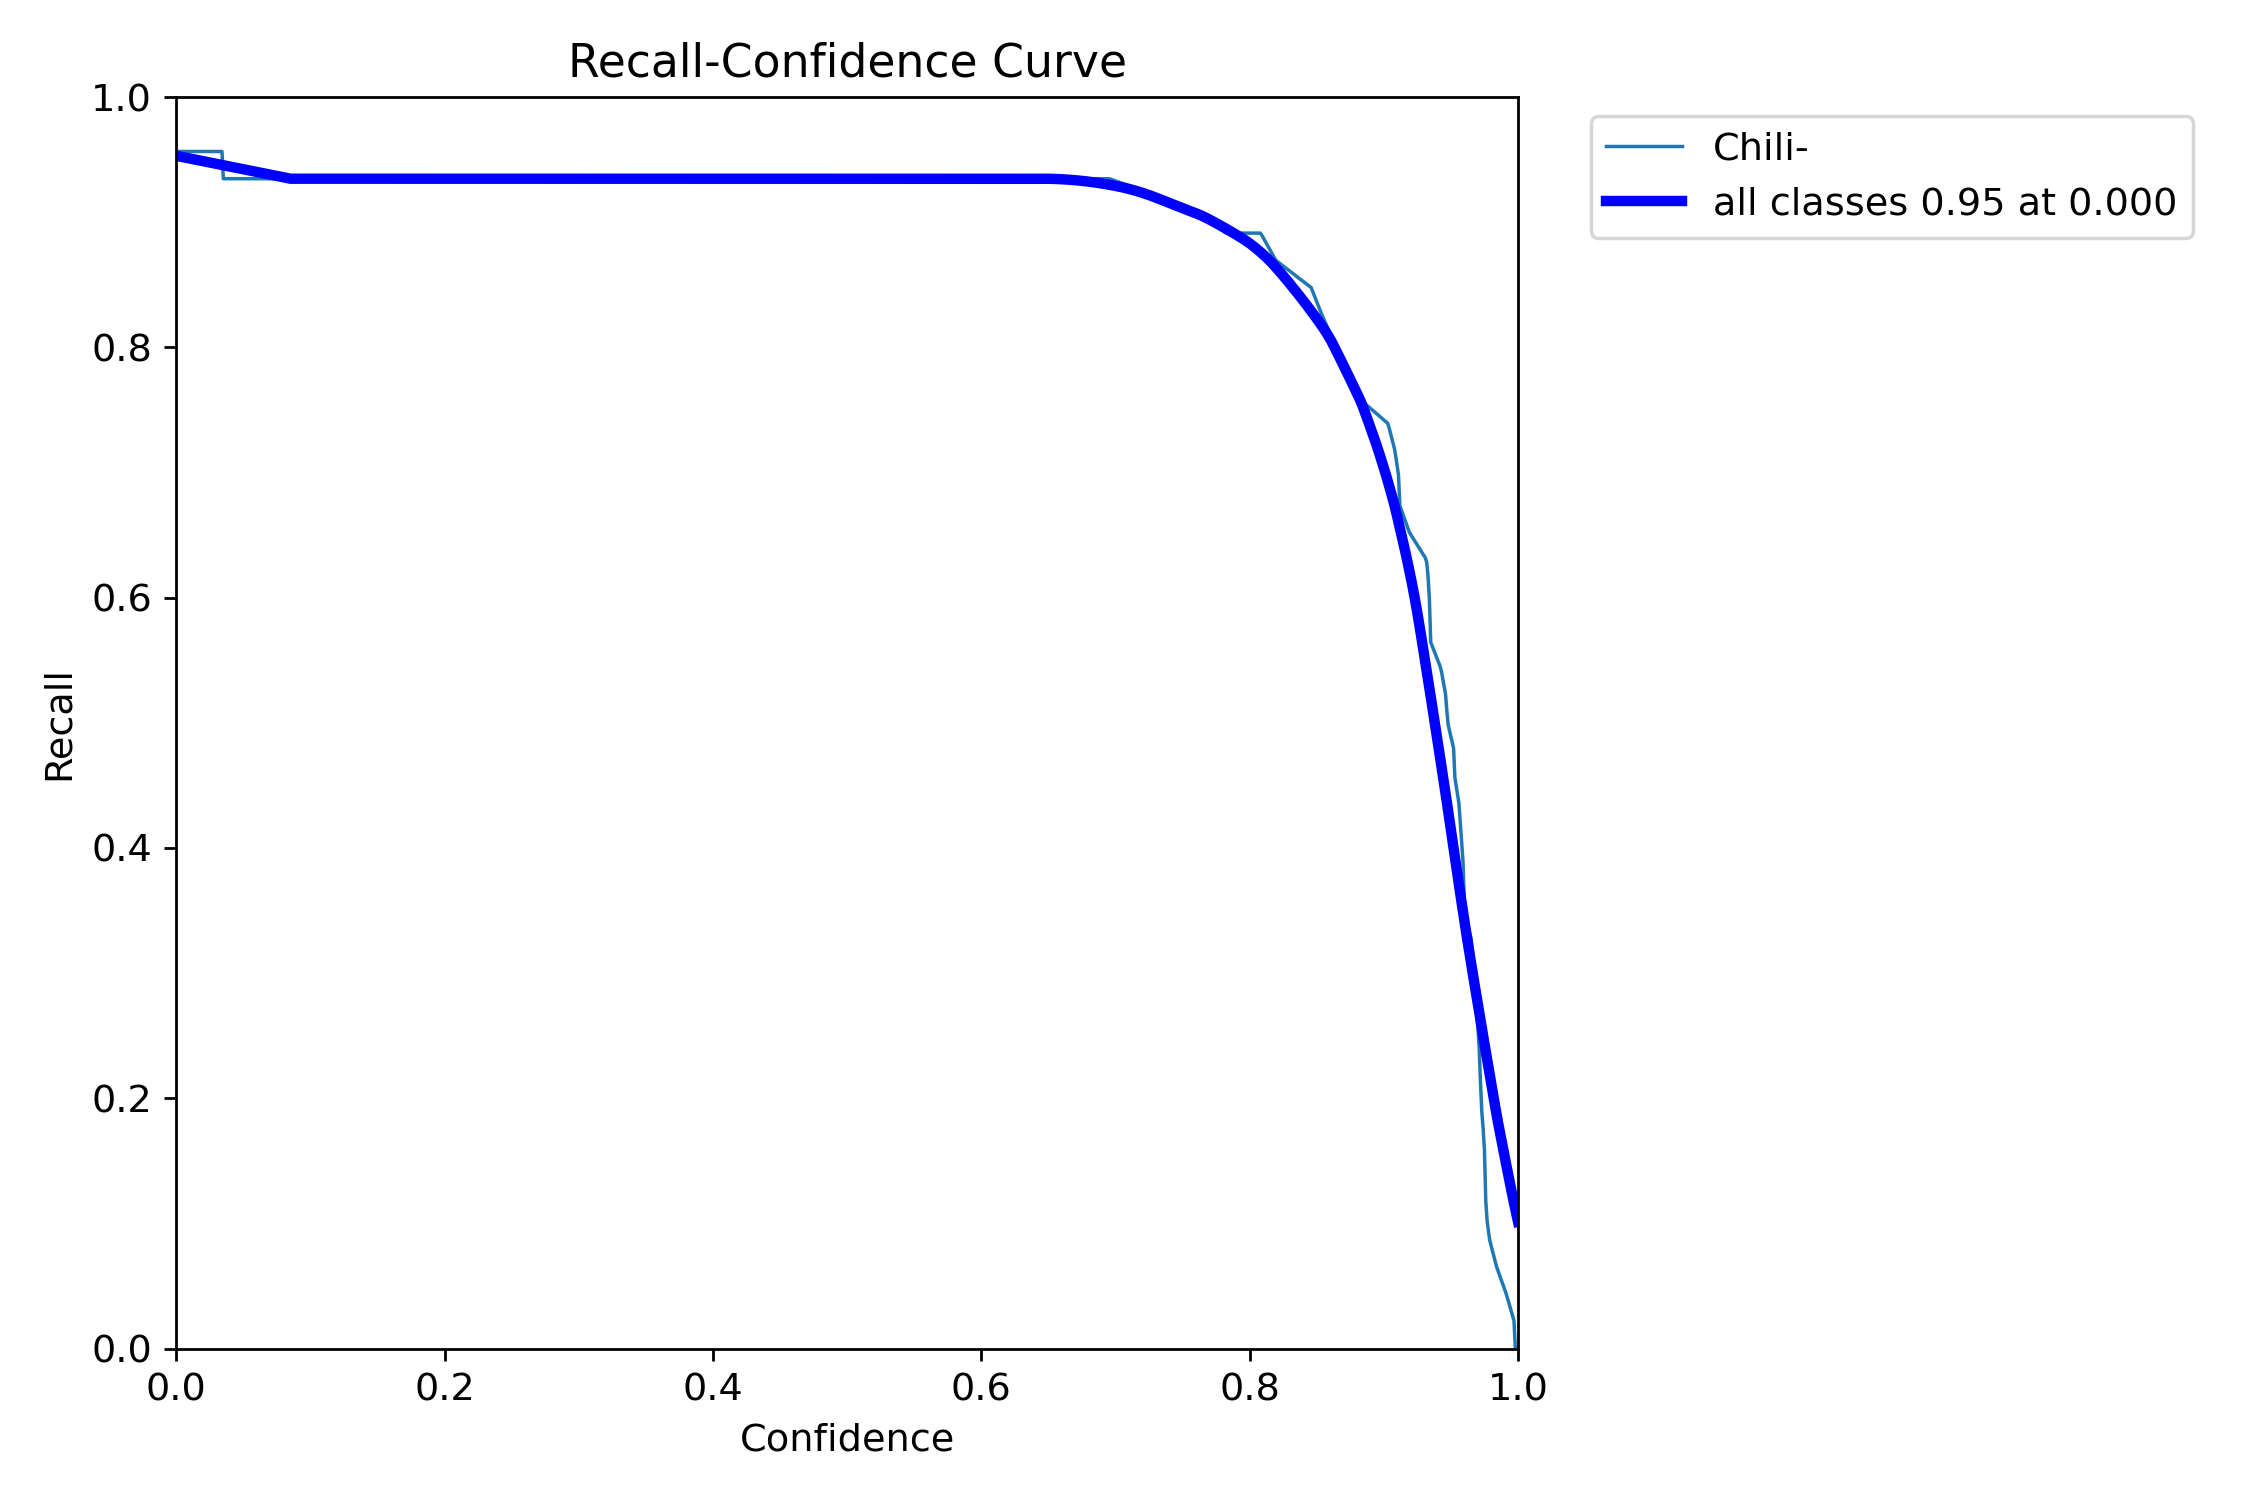 Recall-Confidence Curve
Chili-
all classes 0.95 at 0.000
1.0
0.8
0.6
0.4
0.2
0.0
Recall
0.0 0.2 0.4 0.6 0.8 1.0
Confidence